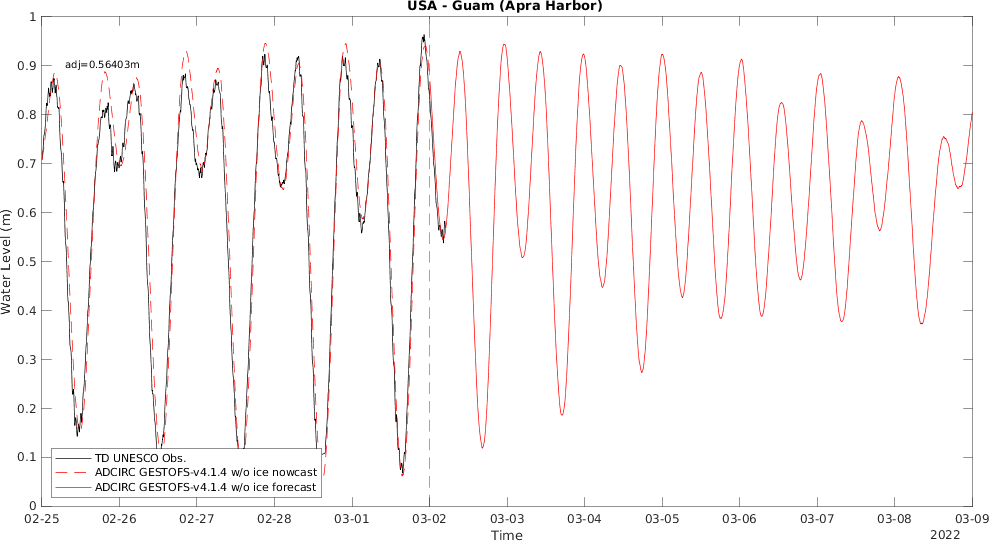 USA - Guam (Apra Harbor)
adj=0.56403m
1
0.9
0.8
0.7
0.6
0.5
0.4
0.3
0.2
0.1
0
Water Level (m)
TD UNESCO Obs.
ADCIRC GESTOFS-v4.1.4 w/o ice nowcast
ADCIRC GESTOFS-v4.1.4 w/o ice forecast
02-25 02-26 02-27 02-28 03-01 03-02 03-03 03-04 03-05 03-06 03-07 03-08 03-09
Time
2022